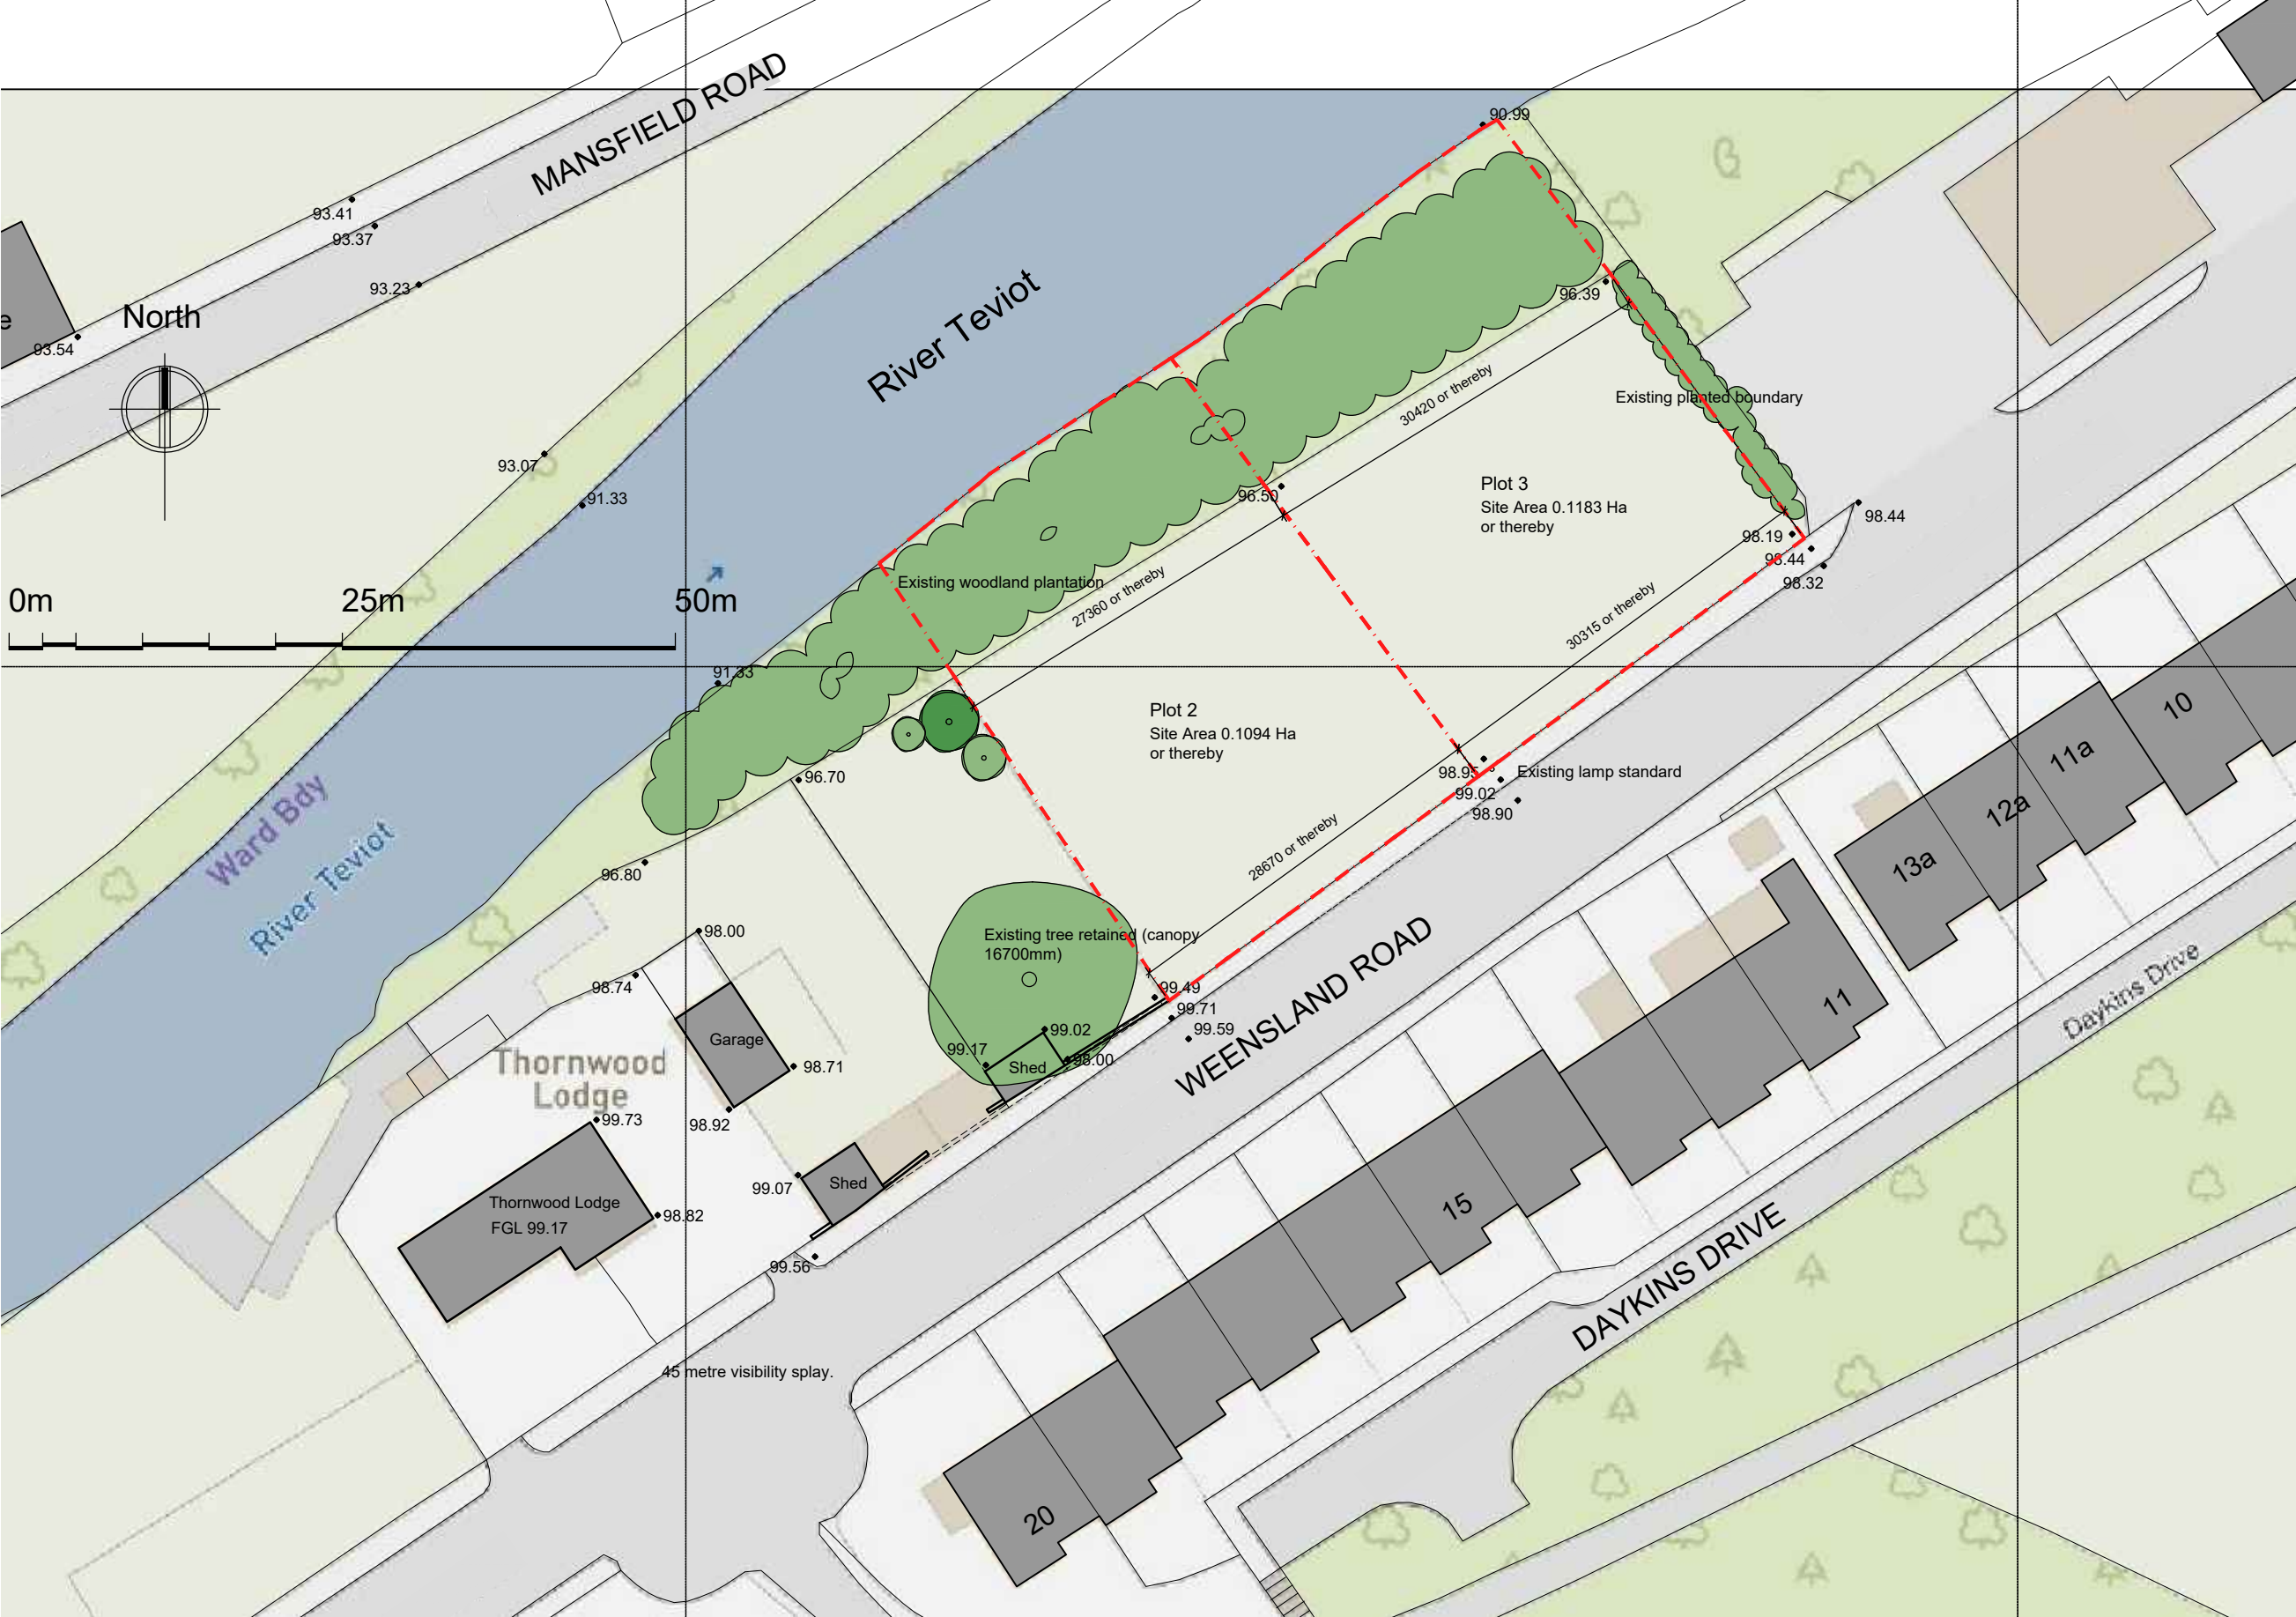 MANSFIELD ROAD
90.99
93.41
93.37
93.23
North
e
93.54
River Teviot
96.39
Existing planted boundary
30420 or thereby
93.07
91.33
96.50
Plot 3
Site Area 0.1183 Ha
or thereby
98.44
98.19
98.44
98.32
Existing woodland plantation
27360 or thereby
30315 or thereby
0m
25m
50m
91.33
Plot 2
Site Area 0.1094 Ha
or thereby
10
11a
96.70
98.95
Existing lamp standard
99.02
98.90
12a
Ward Bdy
River Teviot
28670 or thereby
13a
96.80
98.00
Existing tree retained (canopy
16700mm)
WEENSLAND ROAD
Daykins Drive
98.74
99.49
99.71
99.59
11
Garage
99.02
99.17
98.00
Shed
98.71
Thornwood
Lodge
99.73
98.92
99.07
Shed
Thornwood Lodge
FGL 99.17
98.82
15
99.56
DAYKINS DRIVE
45 metre visibility splay.
20